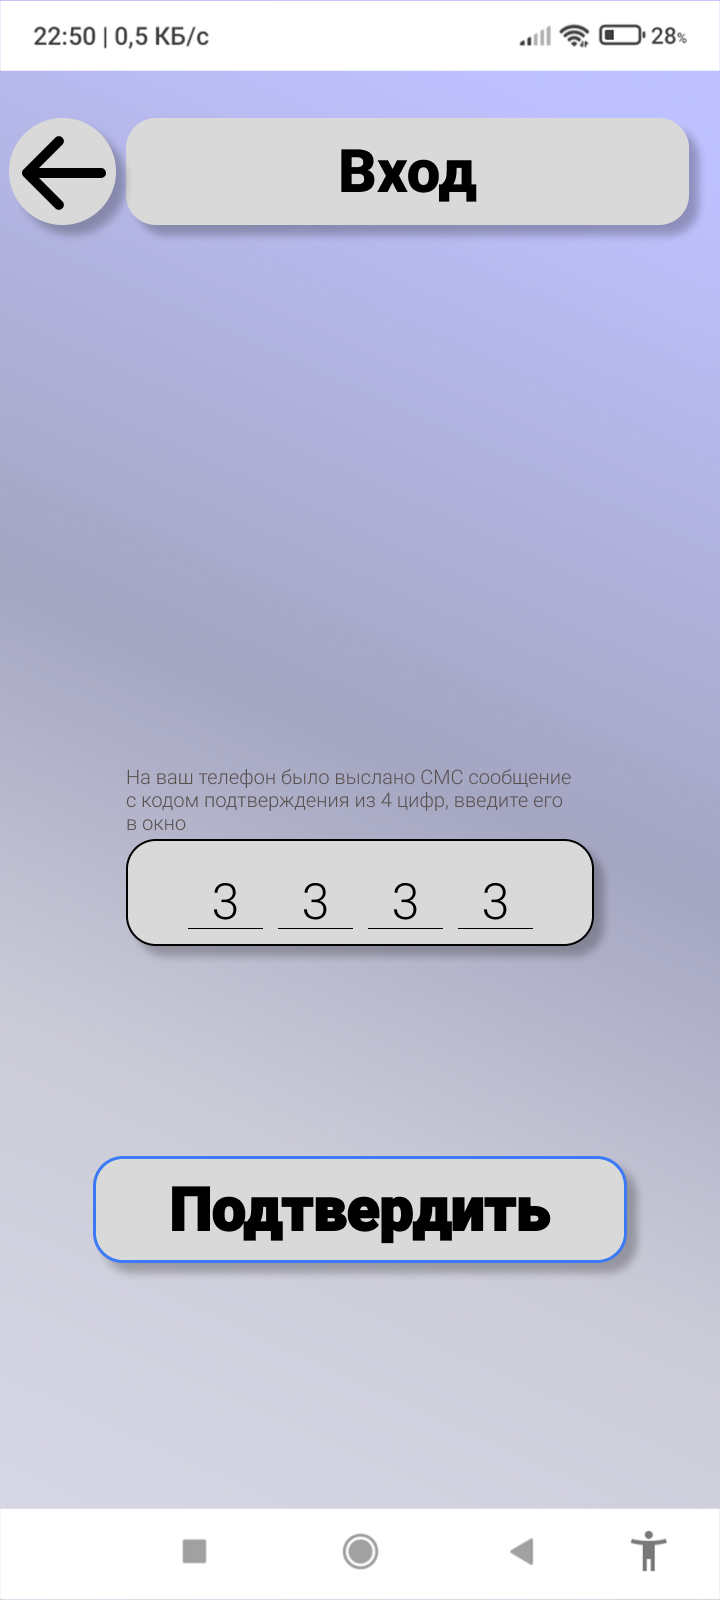 22:50 | 0,5 КБ/с 28%
Вход
На ваш телефон было выслано СМС сообщение
с кодом подтверждения из 4 цифр, введите его
в окно
3 3 3 3
Подтвердить